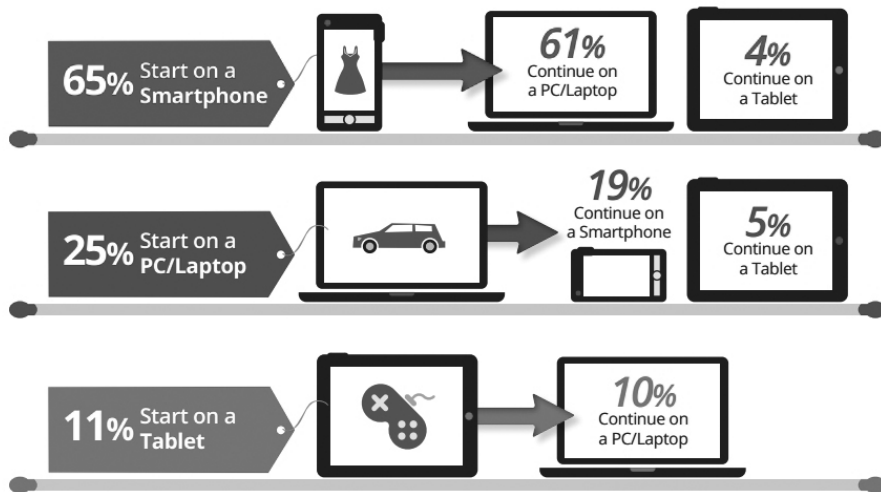 65% Start on a
Smartphone
61%
Continue on
a PC/Laptop
4%
Continue on
a Tablet
25% Start on a
PC/Laptop
19%
Continue on
a Smartphone
5%
Continue on
a Tablet
11% Start on a
Tablet
10%
Continue on
a PC/Laptop